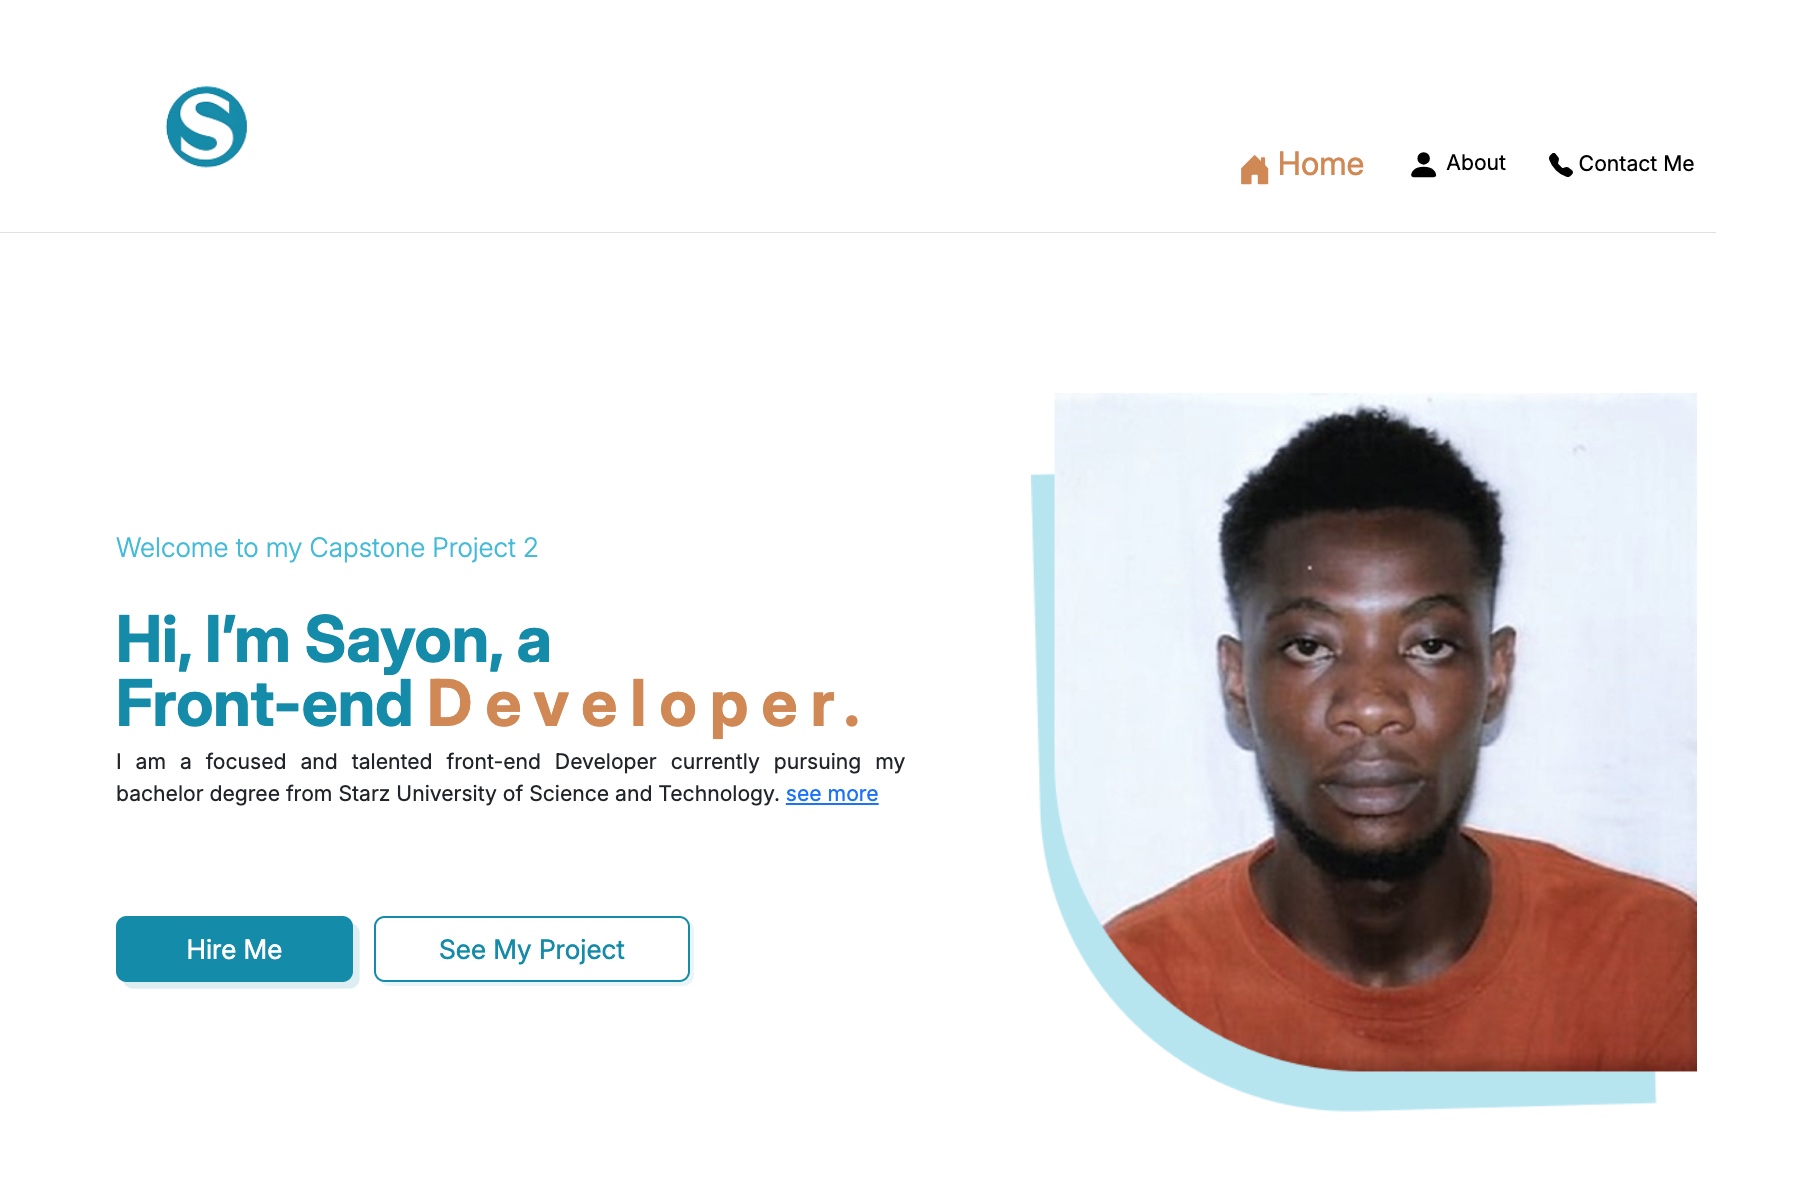 S
Home About Contact Me
Welcome to my Capstone Project 2
Hi, I’m Sayon, a
Front-end Developer.
I am a focused and talented front-end Developer currently pursuing my
bachelor degree from Starz University of Science and Technology. see more
Hire Me See My Project